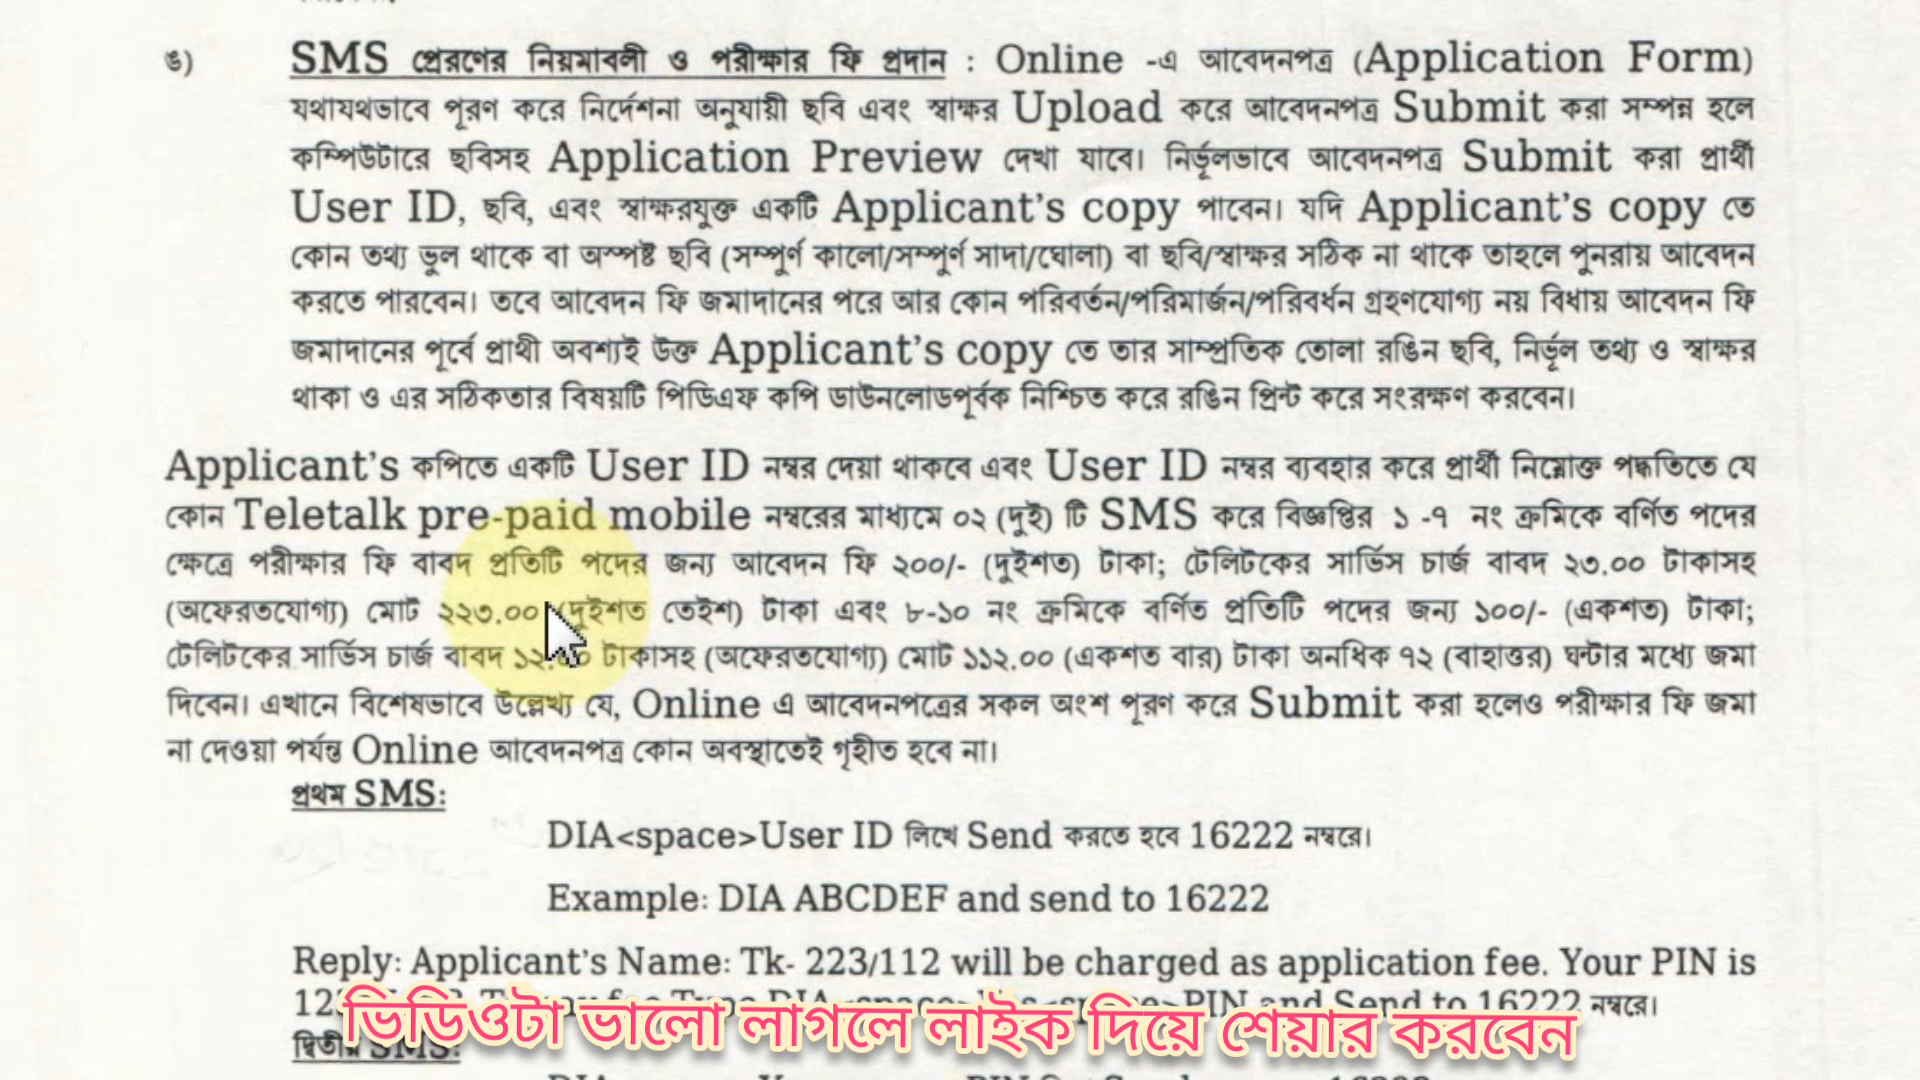 ঙ) SMS প্রেরণের নিয়মাবলী ও পরীক্ষার ফি প্রদান : Online -এ আবেদনপত্র (Application Form)
যথাযথভাবে পূরণ করে নির্দেশনা অনুযায়ী ছবি এবং স্বাক্ষর Upload করে আবেদনপত্র Submit করা সম্পন্ন হলে
কম্পিউটারে ছবিসহ Application Preview দেখা যাবে। নির্ভূলভাবে আবেদনপত্র Submit করা প্রার্থী
User ID, ছবি, এবং স্বাক্ষরযুক্ত একটি Applicant's copy পাবেন। যদি Applicant's copy তে
কোন তথ্য ভুল থাকে বা অস্পষ্ট ছবি (সম্পূর্ণ কালো/সম্পূর্ণ সাদা/ঘোলা) বা ছবি/স্বাক্ষর সঠিক না থাকে তাহলে পুনরায় আবেদন
করতে পারবেন। তবে আবেদন ফি জমাদানের পরে আর কোন পরিবর্তন/পরিমার্জন/পরিবর্ধন গ্রহণযোগ্য নয় বিধায় আবেদন ফি
জমাদানের পূর্বে প্রাথী অবশ্যই উক্ত Applicant's copy তে তার সাম্প্রতিক তোলা রঙিন ছবি, নির্ভূল তথ্য ও স্বাক্ষর
থাকা ও এর সঠিকতার বিষয়টি পিডিএফ কপি ডাউনলোডপূর্বক নিশ্চিত করে রঙিন প্রিন্ট করে সংরক্ষণ করবেন।
Applicant's কপিতে একটি User ID নম্বর দেয়া থাকবে এবং User ID নম্বর ব্যবহার করে প্রার্থী নিম্নোক্ত পদ্ধতিতে যে
কোন Teletalk pre-paid mobile নম্বরের মাধ্যমে ০২ (দুই) টি SMS করে বিজ্ঞপ্তির ১ -৭ নং ক্রমিকে বর্ণিত পদের
ক্ষেত্রে পরীক্ষার ফি বাবদ প্রতিটি পদের জন্য আবেদন ফি ২০০/- (দুইশত) টাকা; টেলিটকের সার্ভিস চার্জ বাবদ ২৩.০০ টাকাসহ
(অফেরতযোগ্য) মোট ২২৩.০০ (দুইশত তেইশ) টাকা এবং ৮-১০ নং ক্রমিকে বর্ণিত প্রতিটি পদের জন্য ১০০/- (একশত) টাকা;
টেলিটকের সার্ভিস চার্জ বাবদ টাকাসহ (অফেরতযোগ্য) মোট ১১২.০০ (একশত বার) টাকা অনধিক ৭২ (বাহাত্তর) ঘন্টার মধ্যে জমা
দিবেন। এখানে বিশেষভাবে উল্লেখ্য যে, Online এ আবেদনপত্রের সকল অংশ পূরণ করে Submit করা হলেও পরীক্ষার ফি জমা
না দেওয়া পর্যন্ত Online আবেদনপত্র কোন অবস্থাতেই গৃহীত হবে না।
প্রথম SMS:
DIA<space>User ID লিখে Send করতে হবে 16222 নম্বরে।
Example: DIA ABCDEF and send to 16222
Reply: Applicant's Name: Tk- 223/112 will be charged as application fee. Your PIN is
PIN and Send to 16222 নম্বরে।
ভিডিওটা ভালো লাগলে লাইক দিয়ে শেয়ার করবেন
দ্বিতীয় SMS: